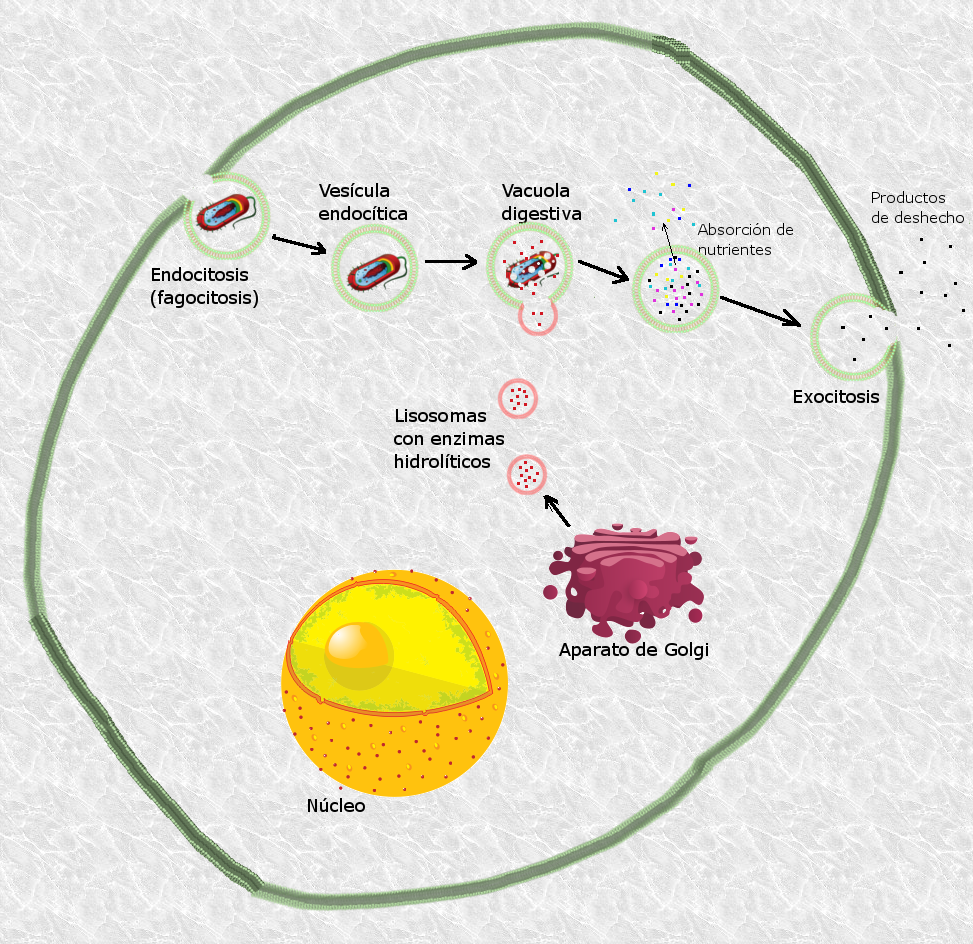 Endocitosis
(fagocitosis)
Vesícula
endocítica
Vacuola
digestiva
Absorción de
nutrientes
Productos
de deshecho
Exocitosis
Lisosomas
con enzimas
hidrolíticos
Aparato de Golgi
Núcleo